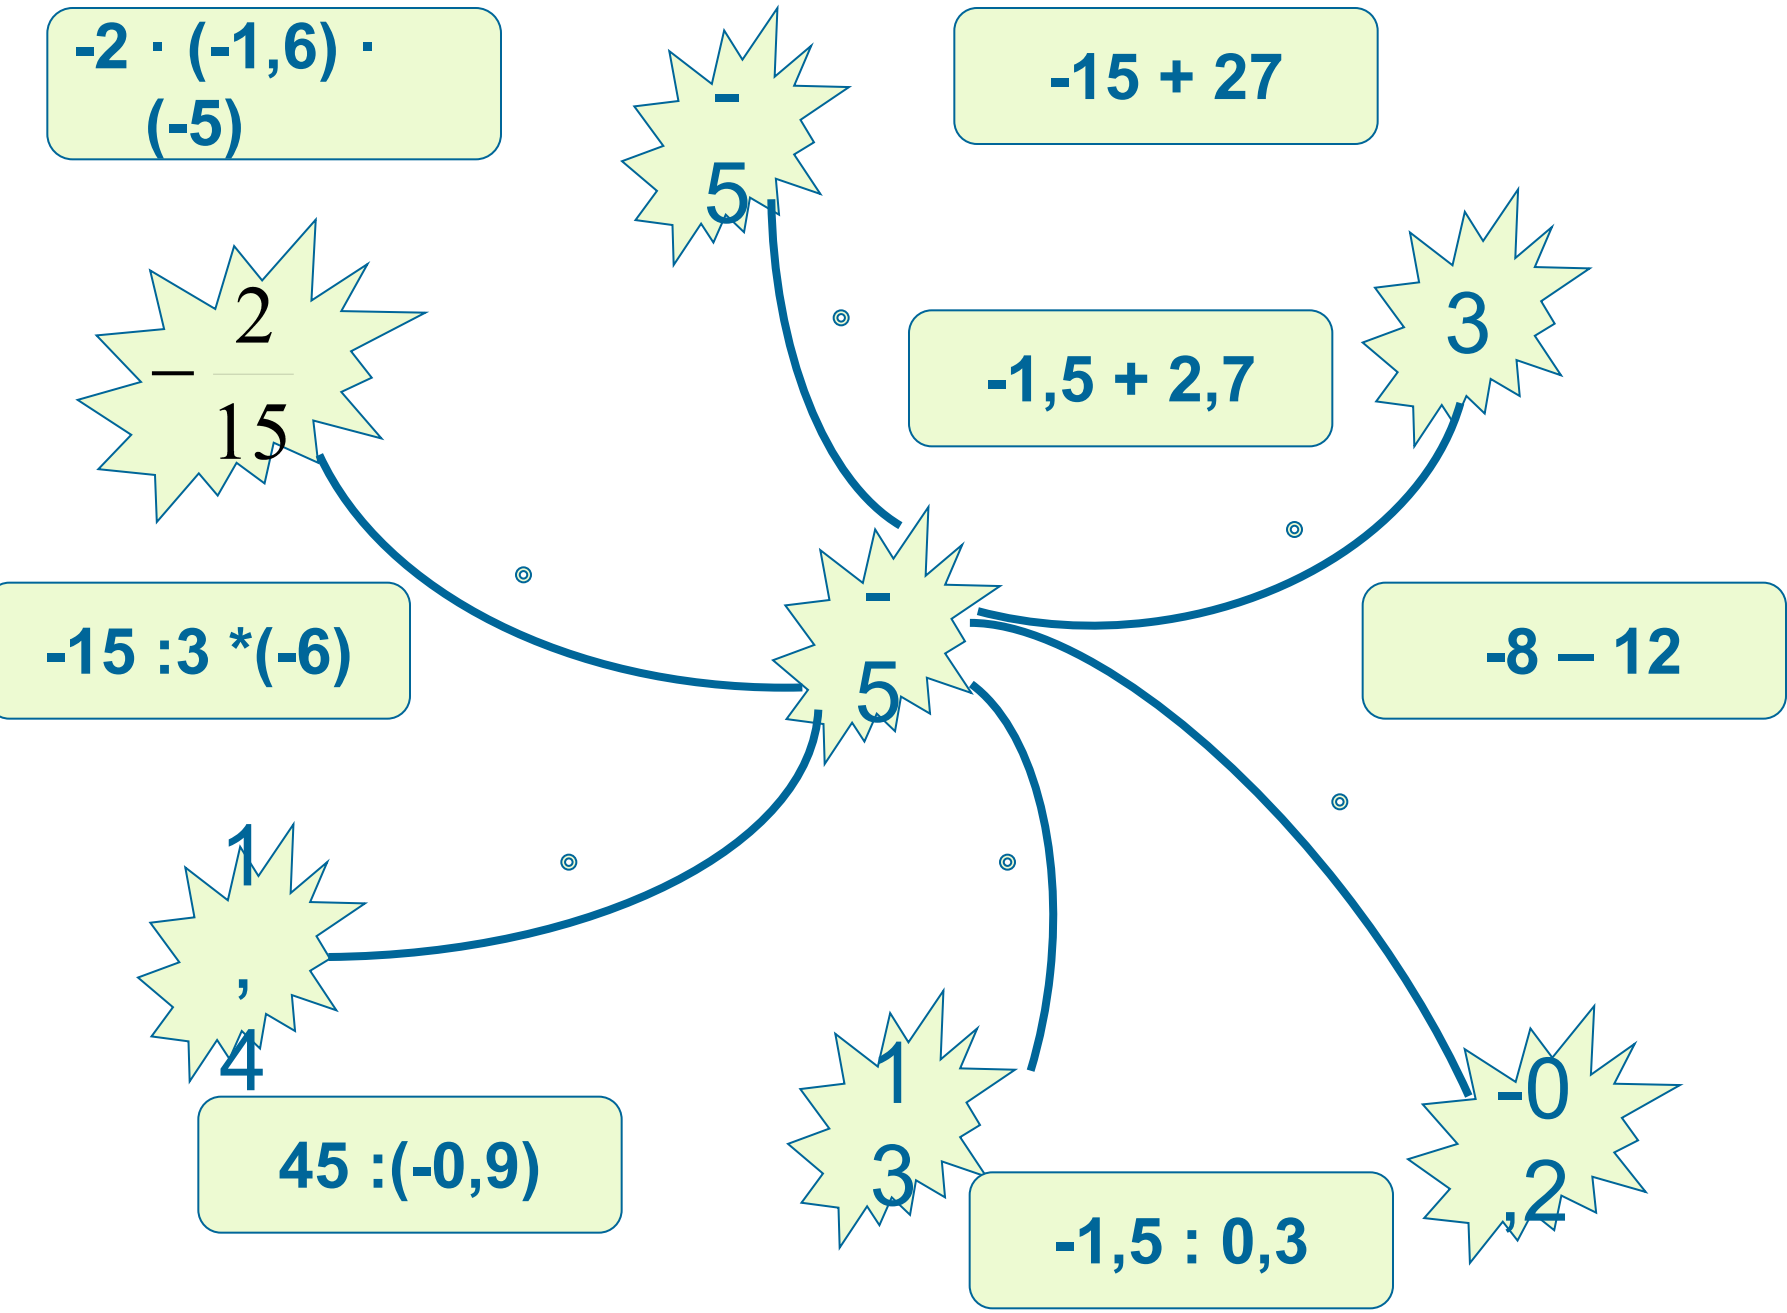 -2 · (-1,6) ·
(-5)
-
5
-15 + 27
3
− 2
15
-1,5 + 2,7
-
5
-15 :3 *(-6)
-8 – 12
1
,
4
1
3
-0
,2
45 :(-0,9)
-1,5 : 0,3